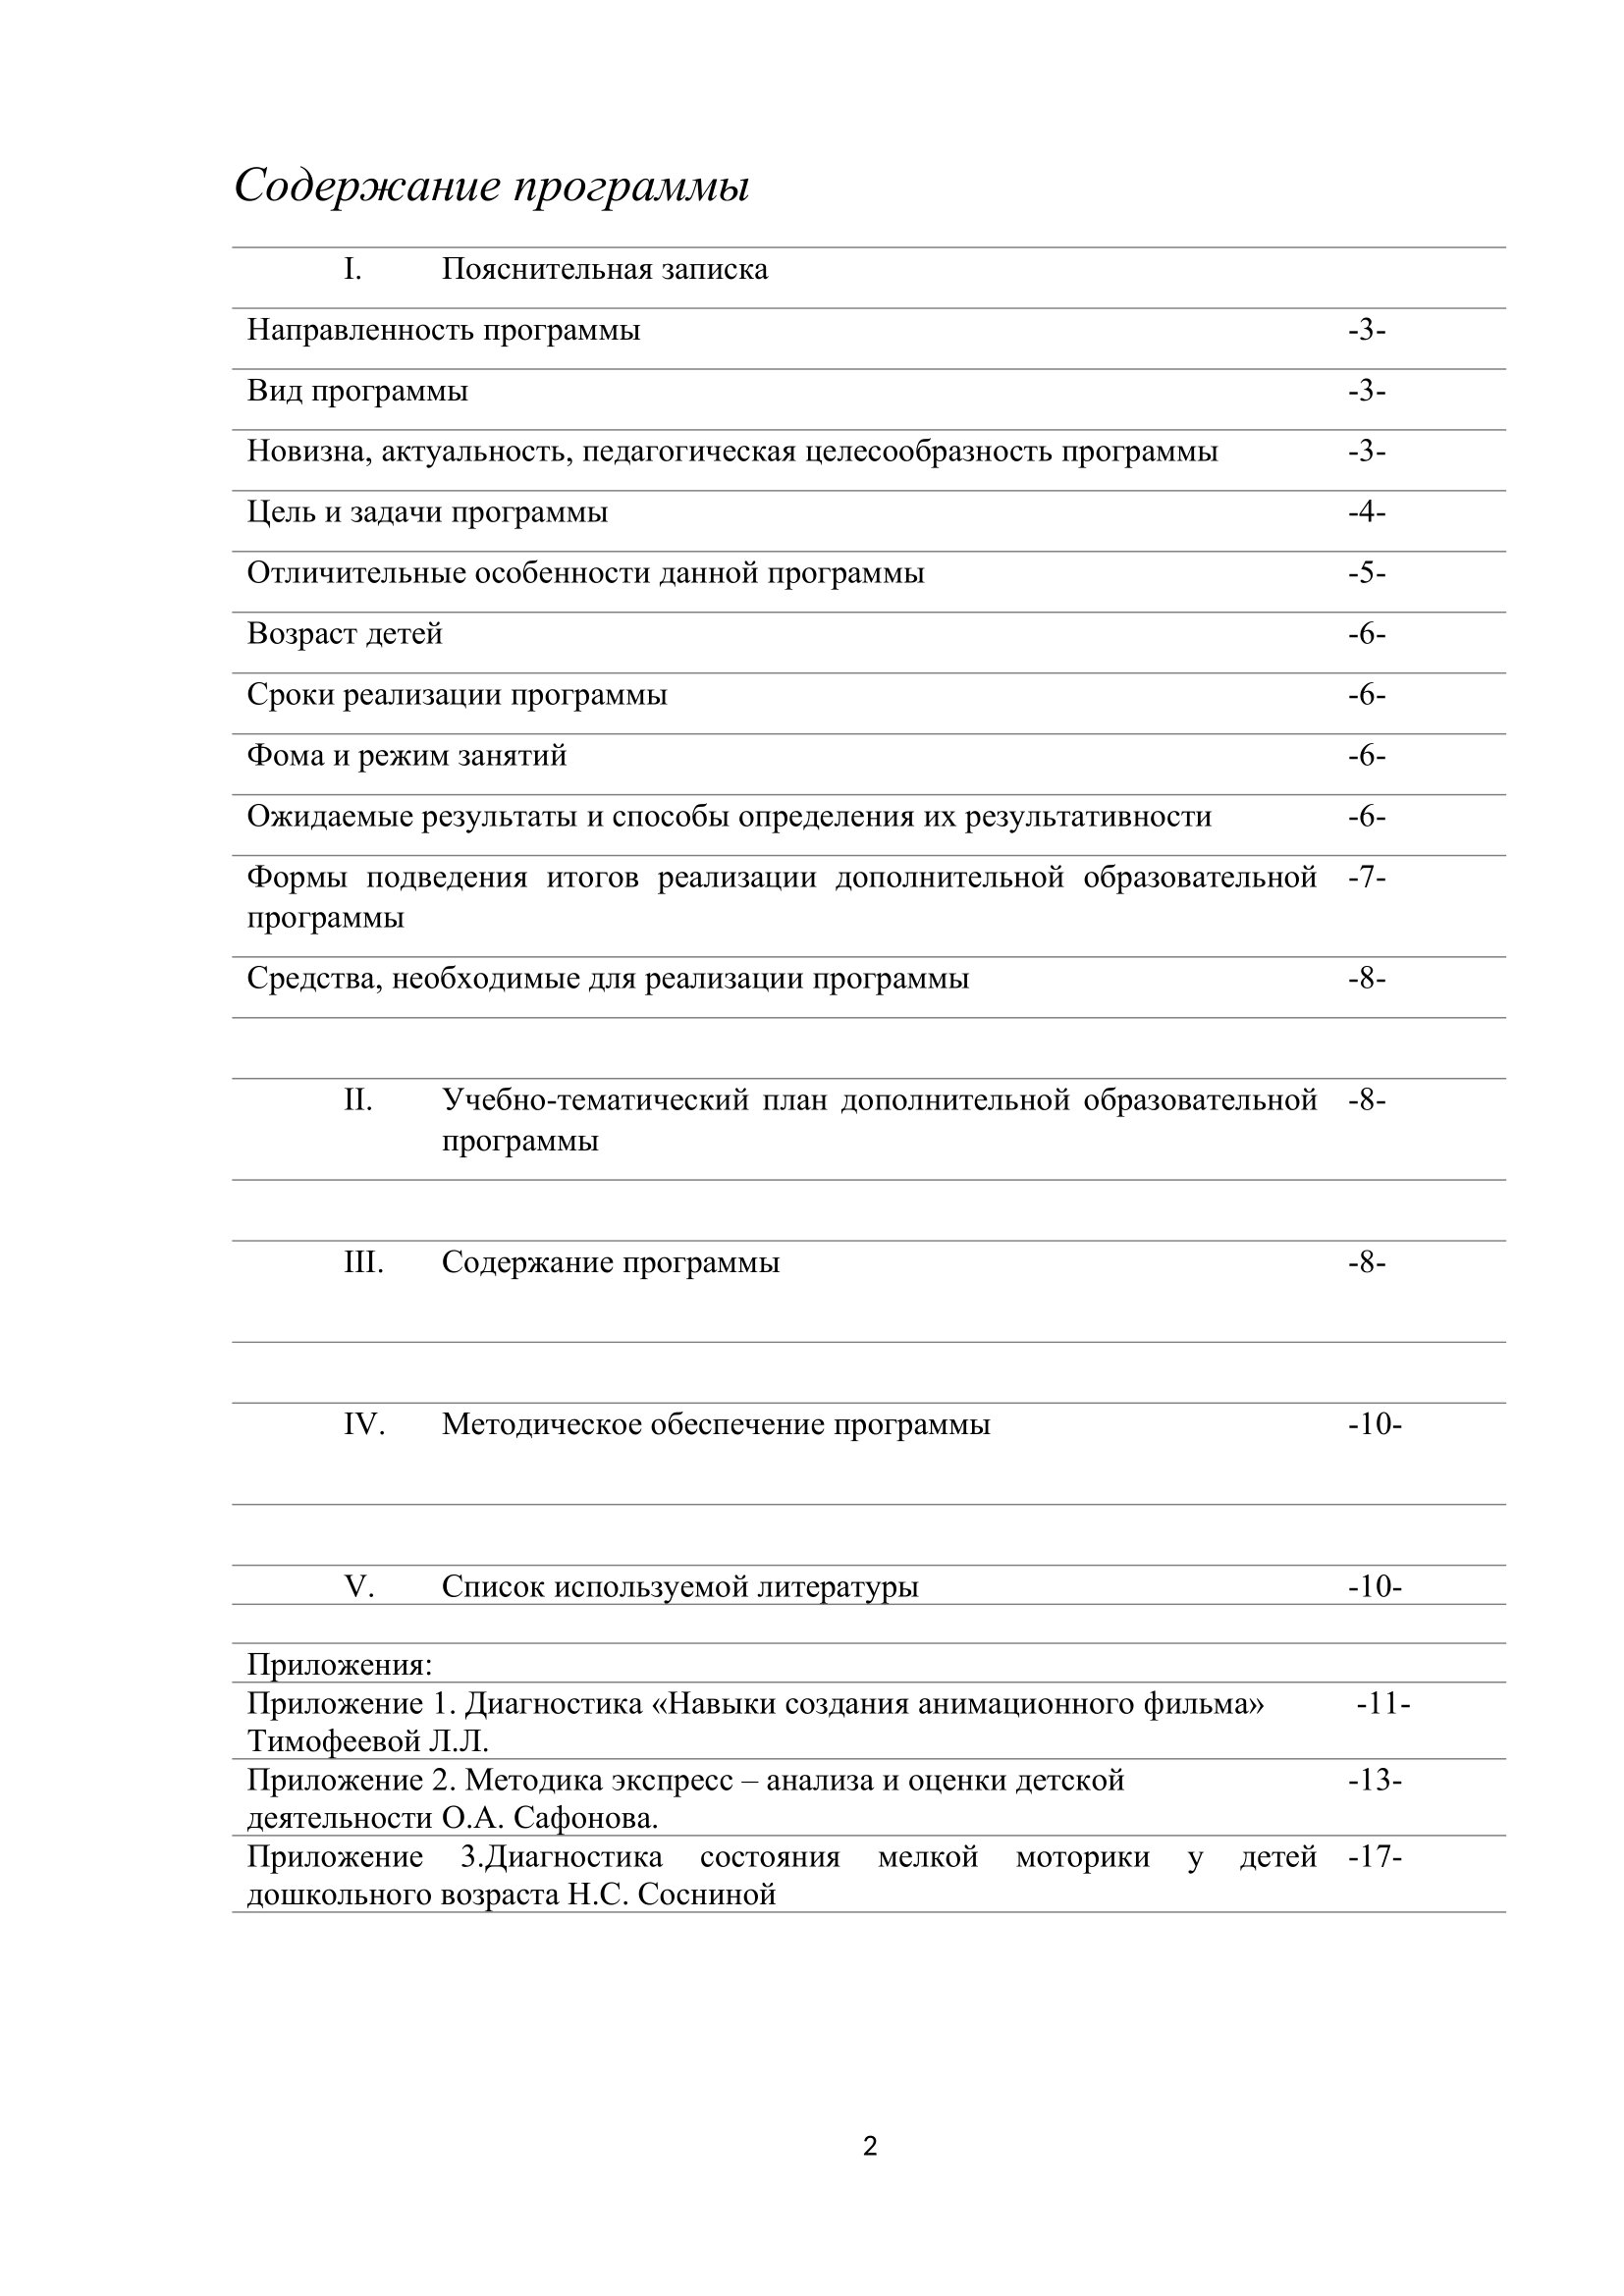 Содержание программы
I. Пояснительная записка
Направленность программы -3-
Вид программы -3-
Новизна, актуальность, педагогическая целесообразность программы -3-
Цель и задачи программы -4-
Отличительные особенности данной программы -5-
Возраст детей -6-
Сроки реализации программы -6-
Фома и режим занятий -6-
Ожидаемые результаты и способы определения их результативности -6-
Формы подведения итогов реализации дополнительной образовательной -7-
программы
Средства, необходимые для реализации программы -8-
II. Учебно-тематический план дополнительной образовательной -8-
программы
III. Содержание программы -8-
IV. Методическое обеспечение программы -10-
V. Список используемой литературы -10-
Приложения:
Приложение 1. Диагностика «Навыки создания анимационного фильма» -11-
Тимофеевой Л.Л.
Приложение 2. Методика экспресс – анализа и оценки детской -13-
деятельности О.А. Сафонова.
Приложение 3.Диагностика состояния мелкой моторики у детей -17-
дошкольного возраста Н.С. Сосниной
2